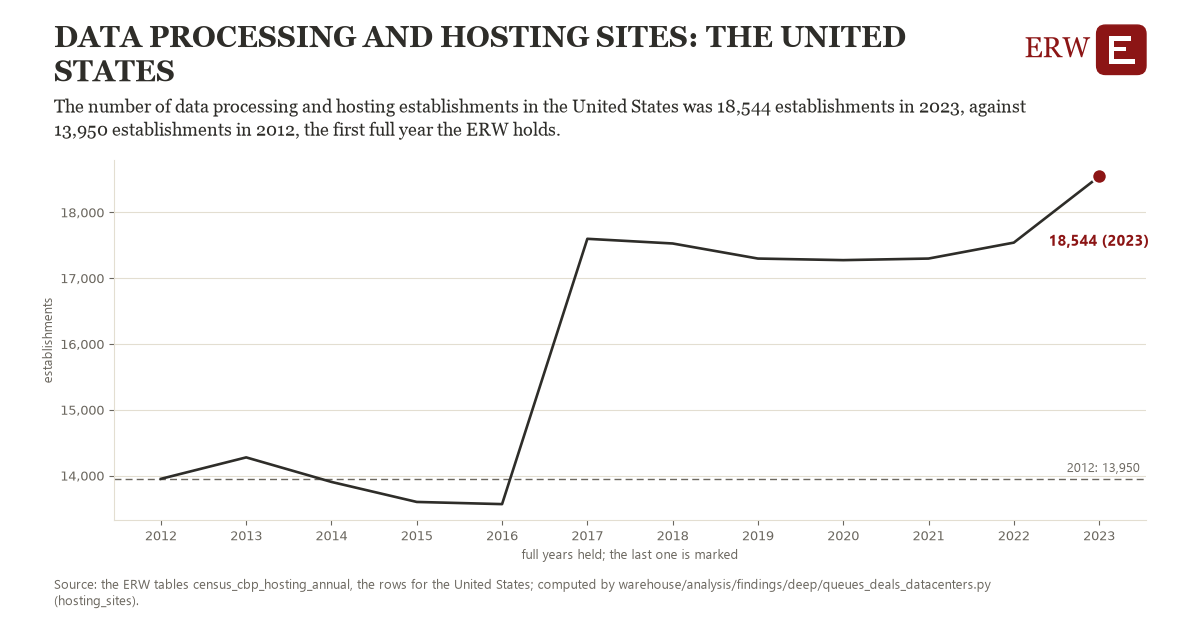 DATA PROCESSING AND HOSTING SITES: THE UNITED
STATES
ERW E
The number of data processing and hosting establishments in the United States was 18,544 establishments in 2023, against
13,950 establishments in 2012, the first full year the ERW holds.
18,000
17,000
16,000
15,000
14,000
establishments
18,544 (2023)
2012: 13,950
2012 2013 2014 2015 2016 2017 2018 2019 2020 2021 2022 2023
full years held; the last one is marked
Source: the ERW tables census_cbp_hosting_annual, the rows for the United States; computed by warehouse/analysis/findings/deep/queues_deals_datacenters.py
(hosting_sites).